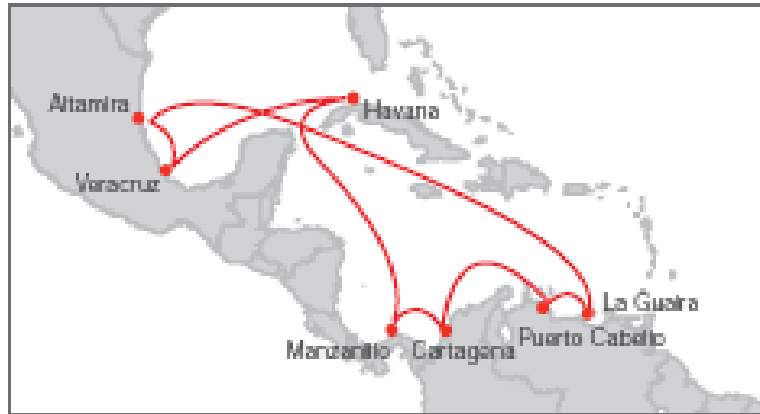 Altamira
Havana
Veracruz
La Guaira
Manzanillo
Cartagena
Puerto Cabello